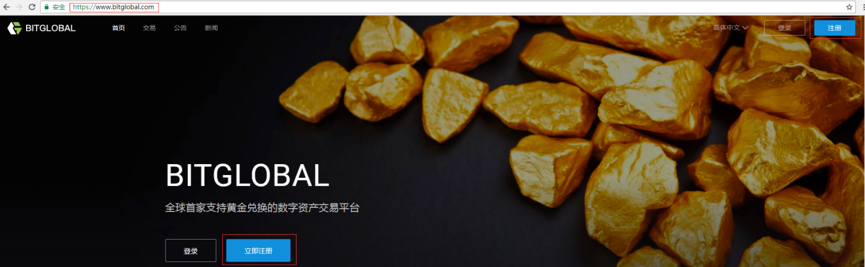 安全 https://www.bitglobal.com
BITGLOBAL 首页 交易 公告 新闻 简体中文 登录 注册
BITGLOBAL
全球首家支持黄金兑换的数字资产交易平台
登录 立即注册